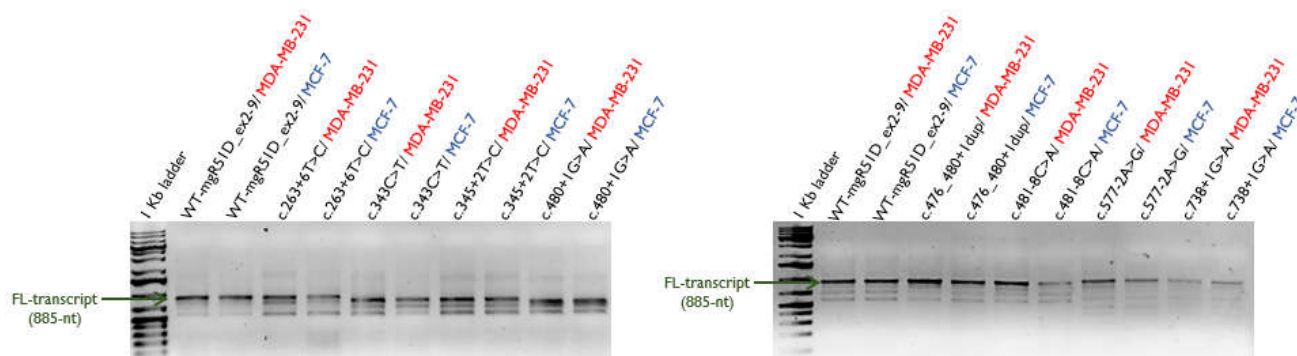 1 Kb ladder
WT-mgR51D_ex2-9/ MDA-MB-231
WT-mgR51D_ex2-9/ MCF-7
c.263+6T>C/ MDA-MB-231
c.263+6T>C/ MCF-7
c.343C>T/ MDA-MB-231
c.343C>T/ MCF-7
c.345+2T>C/ MDA-MB-231
c.345+2T>C/ MCF-7
c.480+1G>A/ MDA-MB-231
c.480+1G>A/ MCF-7
FL-transcript
(885-nt)
1 Kb ladder
WT-mgR51D_ex2-9/ MDA-MB-231
WT-mgR51D_ex2-9/ MCF-7
c.476_480+1dup/ MDA-MB-231
c.476_480+1dup/ MCF-7
c.481-8C>A/ MDA-MB-231
c.481-8C>A/ MCF-7
c.577-2A>G/ MDA-MB-231
c.577-2A>G/ MCF-7
c.738+1G>A/ MDA-MB-231
c.738+1G>A/ MCF-7
FL-transcript
(885-nt)